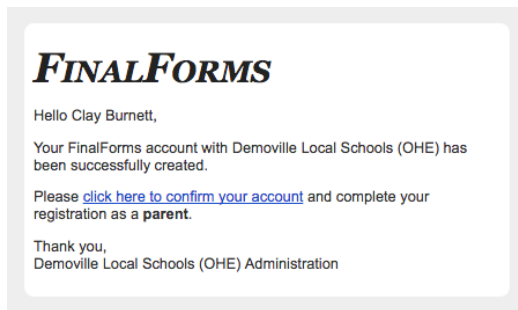 FINALFORMS
Hello Clay Burnett,
Your FinalForms account with Demoville Local Schools (OHE) has
been successfully created.
Please click here to confirm your account and complete your
registration as a parent.
Thank you,
Demoville Local Schools (OHE) Administration